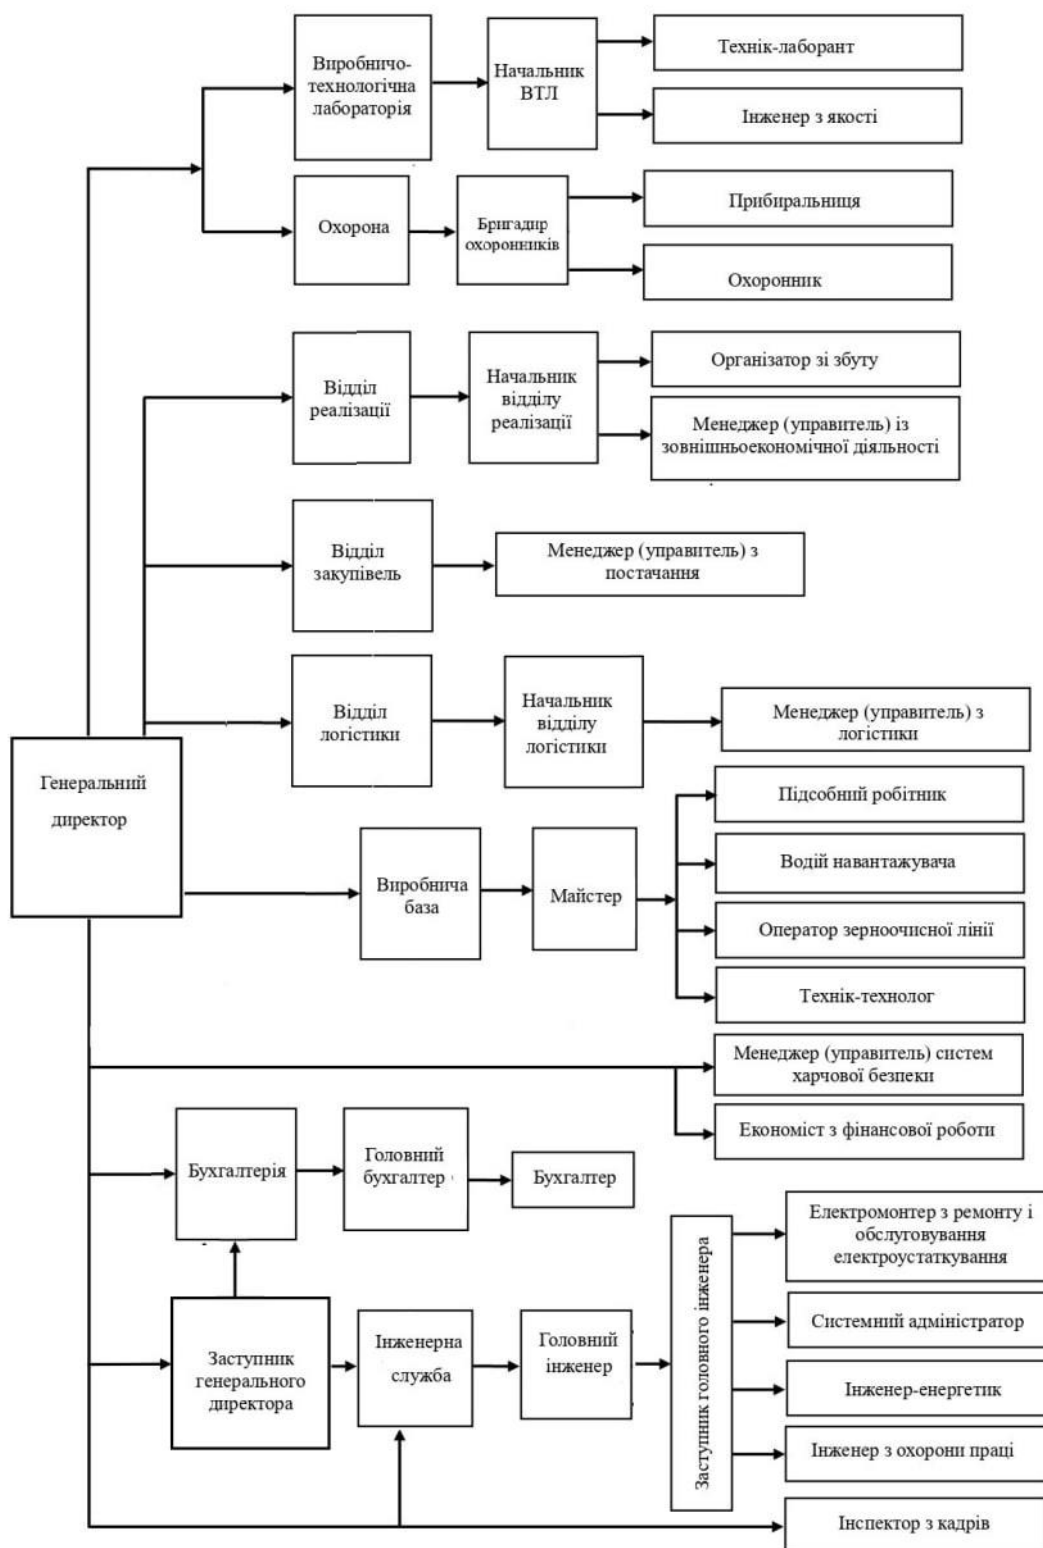 Виробничо-
технологічна
лабораторія
Начальник
ВТЛ
Технік-лаборант
Інженер з якості
Охорона
Бригадир
охоронників
Прибиральниця
Охоронник
Відділ
реалізації
Начальник
відділу
реалізації
Організатор зі збуту
Менеджер (управитель) із
зовнішньоекономічної діяльності
Відділ
закупівель
Менеджер (управитель) з
постачання
Відділ
логістики
Начальник
відділу
логістики
Менеджер (управитель) з
логістики
Генеральний
директор
Виробнича
база
Майстер
Підсобний робітник
Водій навантажувача
Оператор зерноочисної лінії
Технік-технолог
Менеджер (управитель) систем
харчової безпеки
Економіст з фінансової роботи
Бухгалтерія
Головний
бухгалтер
Бухгалтер
Заступник
генерального
директора
Інженерна
служба
Головний
інженер
Заступник головного інженера
Електромонтер з ремонту і
обслуговування
електроустаткування
Системний адміністратор
Інженер-енергетик
Інженер з охорони праці
Інспектор з кадрів